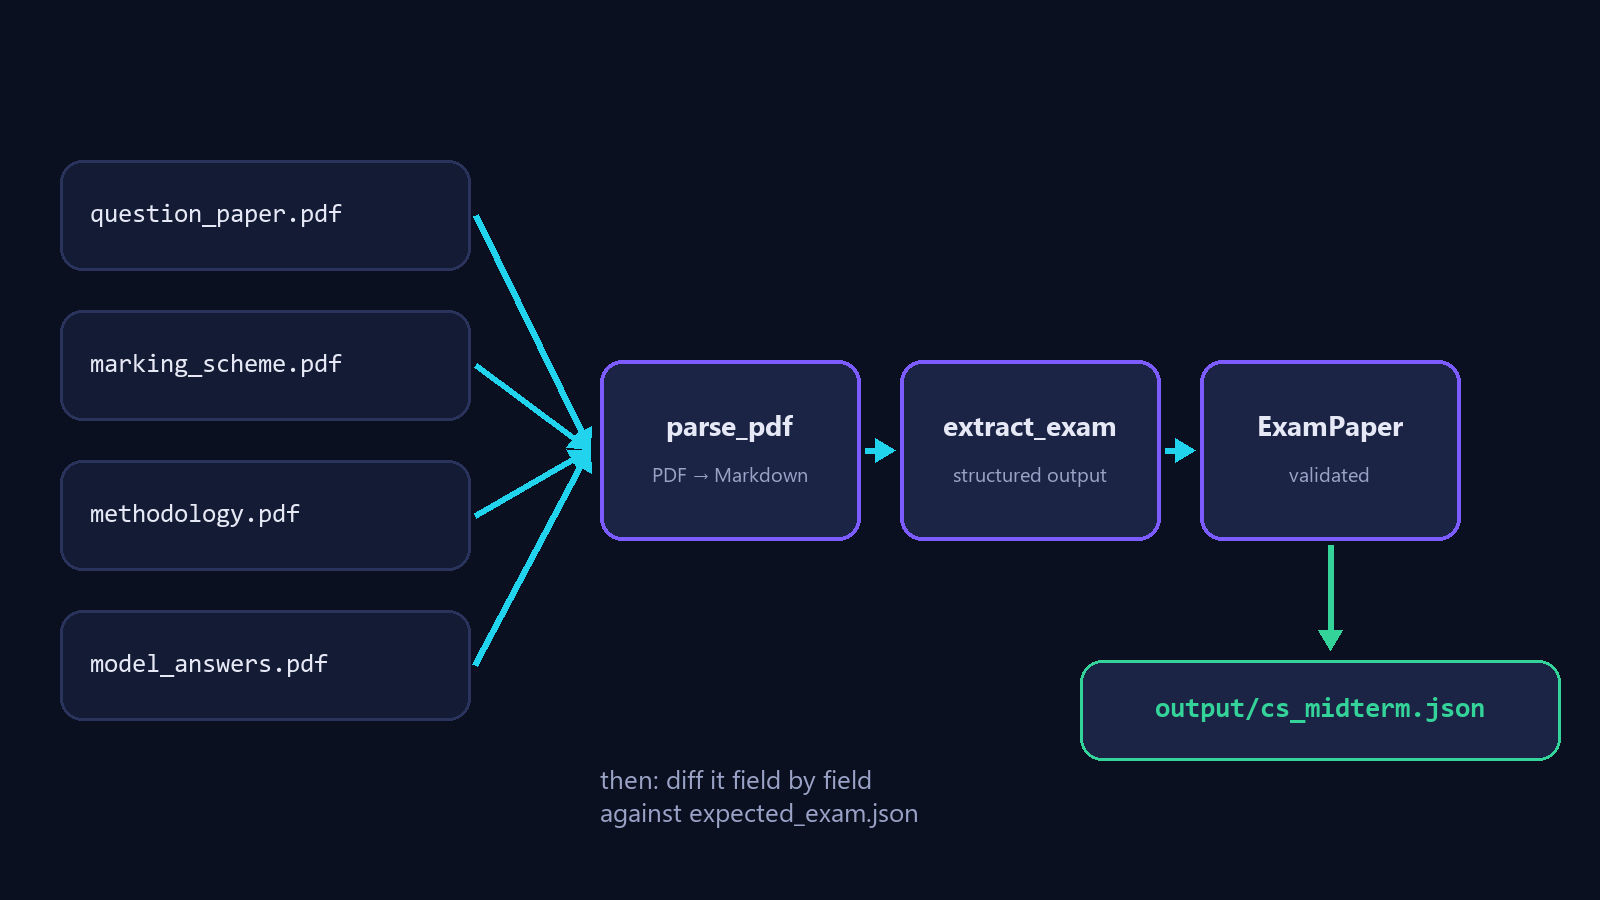 question_paper.pdf
marking_scheme.pdf
methodology.pdf
model_answers.pdf
parse_pdf
PDF → Markdown
extract_exam
structured output
ExamPaper
validated
output/cs_midterm.json
then: diff it field by field
against expected_exam.json